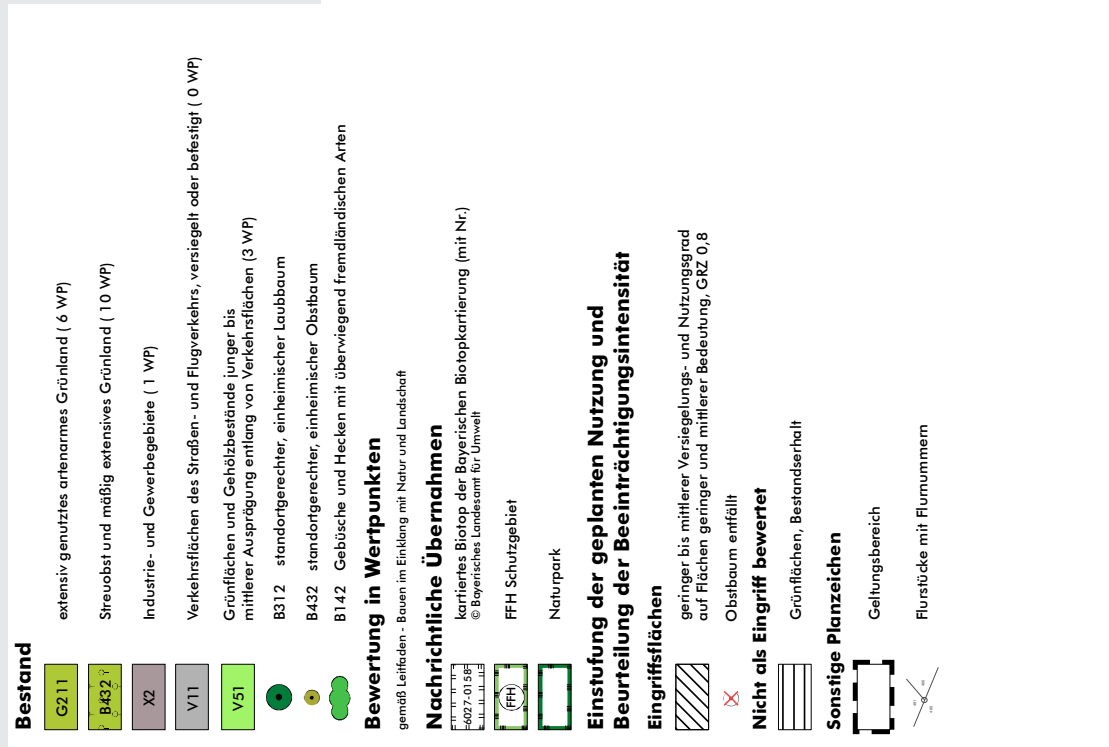 Bestand
G211 extensiv genutztes artenarmes Grünland ( 6 WP)
B432 Streuobst und mäßig extensives Grünland ( 10 WP)
X2 Industrie- und Gewerbegebiete ( 1 WP)
V11 Verkehrsflächen des Straßen- und Flugverkehrs, versiegelt oder befestigt ( 0 WP)
V51 Grünflächen und Gehölzbestände junger bis
mittlerer Ausprägung entlang von Verkehrsflächen (3 WP)
B312 standortgerechter, einheimischer Laubbaum
B432 standortgerechter, einheimischer Obstbaum
B142 Gebüsche und Hecken mit überwiegend fremdländischen Arten
Bewertung in Wertpunkten
gemäß Leitfaden - Bauen im Einklang mit Natur und Landschaft
Nachrichtliche Übernahmen
6027-0158 kartiertes Biotop der Bayerischen Biotopkartierung (mit Nr.)
© Bayerisches Landesamt für Umwelt
FFH FFH Schutzgebiet
Naturpark
Einstufung der geplanten Nutzung und
Beurteilung der Beeinträchtigungsintensität
Eingriffsflächen
geringer bis mittlerer Versiegelungs- und Nutzungsgrad
auf Flächen geringer und mittlerer Bedeutung, GRZ 0,8
Obstbaum entfällt
Nicht als Eingriff bewertet
Grünflächen, Bestandserhalt
Sonstige Planzeichen
Geltungsbereich
Flurstücke mit Flurnummern